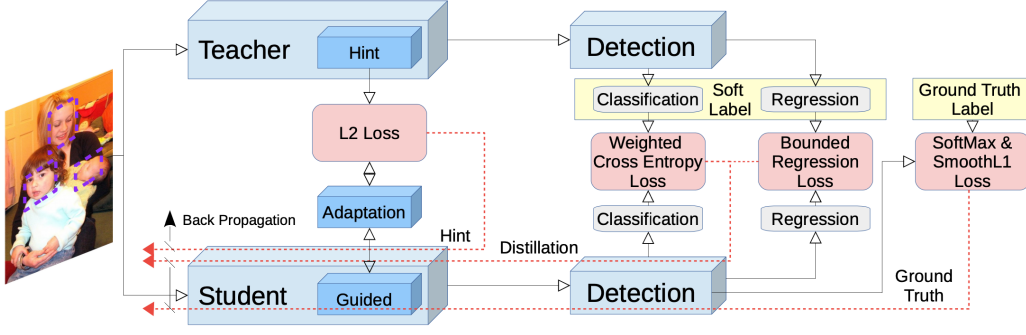 Teacher
Hint
Detection
Classification
Soft
Label
Regression
Ground Truth
Label
L2 Loss
Weighted
Cross Entropy
Loss
Bounded
Regression
Loss
SoftMax &
SmoothL1
Loss
Adaptation
Classification
Regression
Back Propagation
Hint
Distillation
Student
Guided
Detection
Ground
Truth